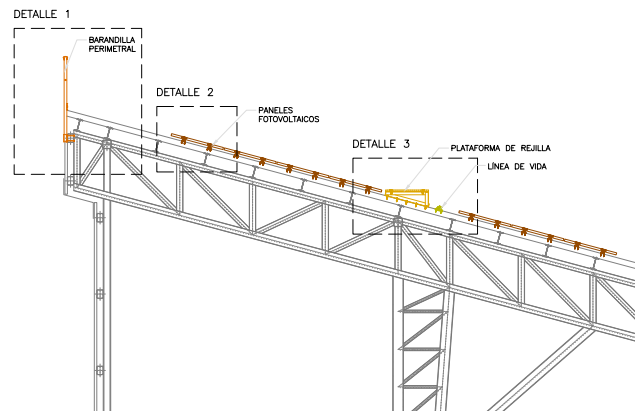 DETALLE 1
BARANDILLA
PERIMETRAL
DETALLE 2
PANELES
FOTOVOLTAICOS
DETALLE 3
PLATAFORMA DE REJILLA
LÍNEA DE VIDA